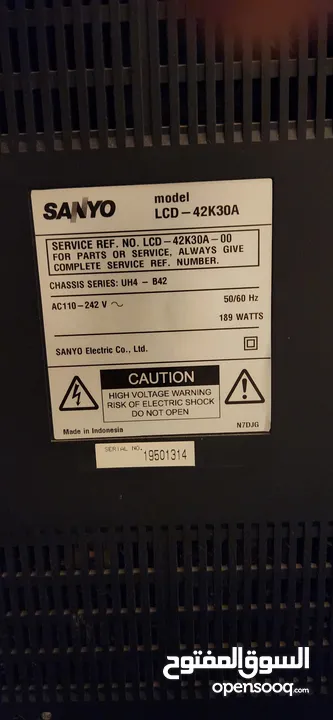 SANYO
model
LCD-42K30A
SERVICE REF. NO. LCD-42K30A-00
FOR PARTS OR SERVICE, ALWAYS GIVE
COMPLETE SERVICE REF. NUMBER.
CHASSIS SERIES: UH4 - B42
AC110-242 V ～ 50/60 Hz
189 WATTS
SANYO Electric Co., Ltd.
CAUTION
HIGH VOLTAGE WARNING
RISK OF ELECTRIC SHOCK
DO NOT OPEN
Made in Indonesia N7DJG
SERIAL NO. 19501314
السوق المفتوح
opensooq.com